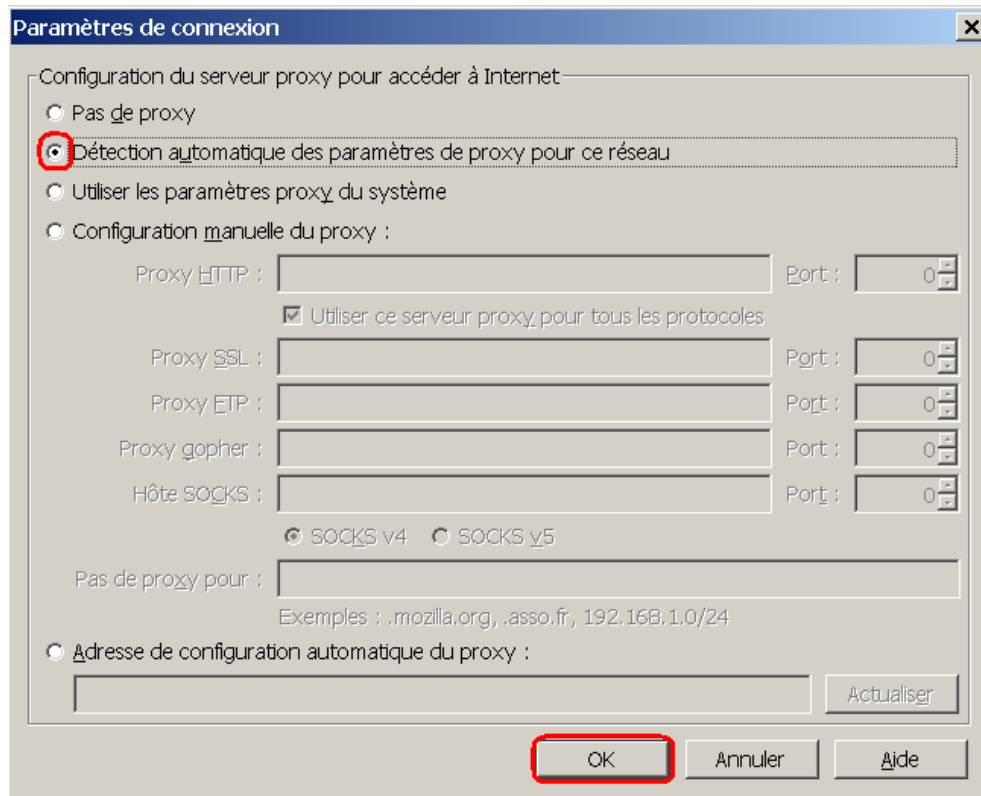 Paramètres de connexion
Configuration du serveur proxy pour accéder à Internet
Pas de proxy
Détection automatique des paramètres de proxy pour ce réseau
Utiliser les paramètres proxy du système
Configuration manuelle du proxy :
Proxy HTTP : Port : 0
Utiliser ce serveur proxy pour tous les protocoles
Proxy SSL : Port : 0
Proxy FTP : Port : 0
Proxy gopher : Port : 0
Hôte SOCKS : Port : 0
SOCKS v4 SOCKS v5
Pas de proxy pour :
Exemples : .mozilla.org, .asso.fr, 192.168.1.0/24
Adresse de configuration automatique du proxy :
Actualiser
OK Annuler Aide